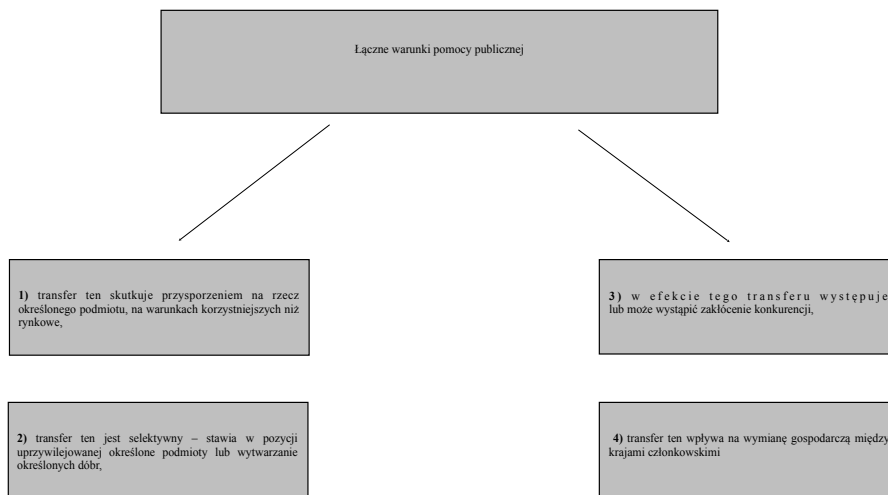 Łączne warunki pomocy publicznej
1) transfer ten skutkuje przysporzeniem na rzecz
określonego podmiotu, na warunkach korzystniejszych niż
rynkowe,
2) transfer ten jest selektywny – stawia w pozycji
uprzywilejowanej określone podmioty lub wytwarzanie
określonych dóbr,
3) w efekcie tego transferu występuje
lub może wystąpić zakłócenie konkurencji,
4) transfer ten wpływa na wymianę gospodarczą między
krajami członkowskimi